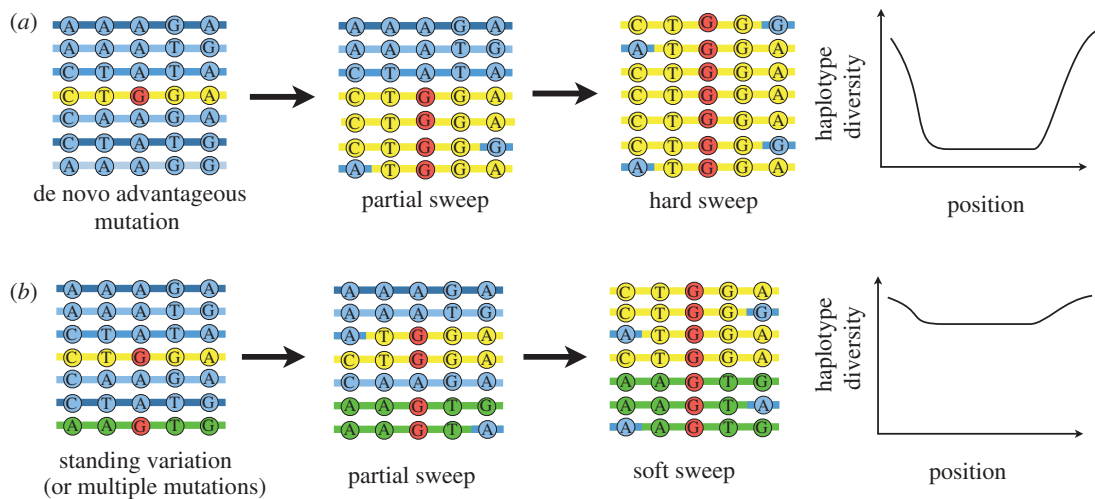 (a)
A A A G A
A A A T G
C T A T A
C T G G A
C A A G A
C T A T G
A A A G G
de novo advantageous
mutation
A A A G A
A A A T G
C T A T A
C T G G A
C T G G A
C T G G G
A T G G A
partial sweep
C T G G G
A T G G A
C T G G A
C T G G A
C T G G A
C T G G G
A T G G A
hard sweep
haplotype
diversity
position
(b)
A A A G A
A A A T G
C T A T A
C T G G A
C A A G A
C T A T G
A A G T G
standing variation
(or multiple mutations)
A A A G A
A A A T G
A T G G A
C T G G A
C A A G A
A A G T G
A A G T A
partial sweep
C T G G A
C T G G G
A T G G A
C T G G A
A A G T G
A A G T A
A A G T G
soft sweep
haplotype
diversity
position